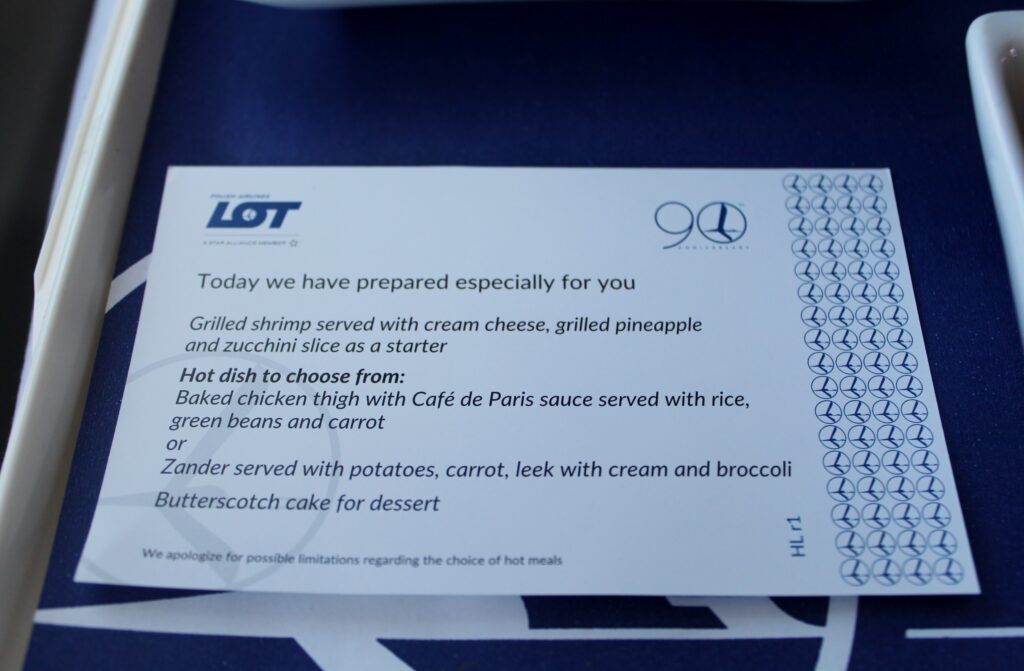 POLISH AIRLINES
LOT
A STAR ALLIANCE MEMBER
90
ANNIVERSARY
Today we have prepared especially for you
Grilled shrimp served with cream cheese, grilled pineapple
and zucchini slice as a starter
Hot dish to choose from:
Baked chicken thigh with Café de Paris sauce served with rice,
green beans and carrot
or
Zander served with potatoes, carrot, leek with cream and broccoli
Butterscotch cake for dessert
We apologize for possible limitations regarding the choice of hot meals
HL r1